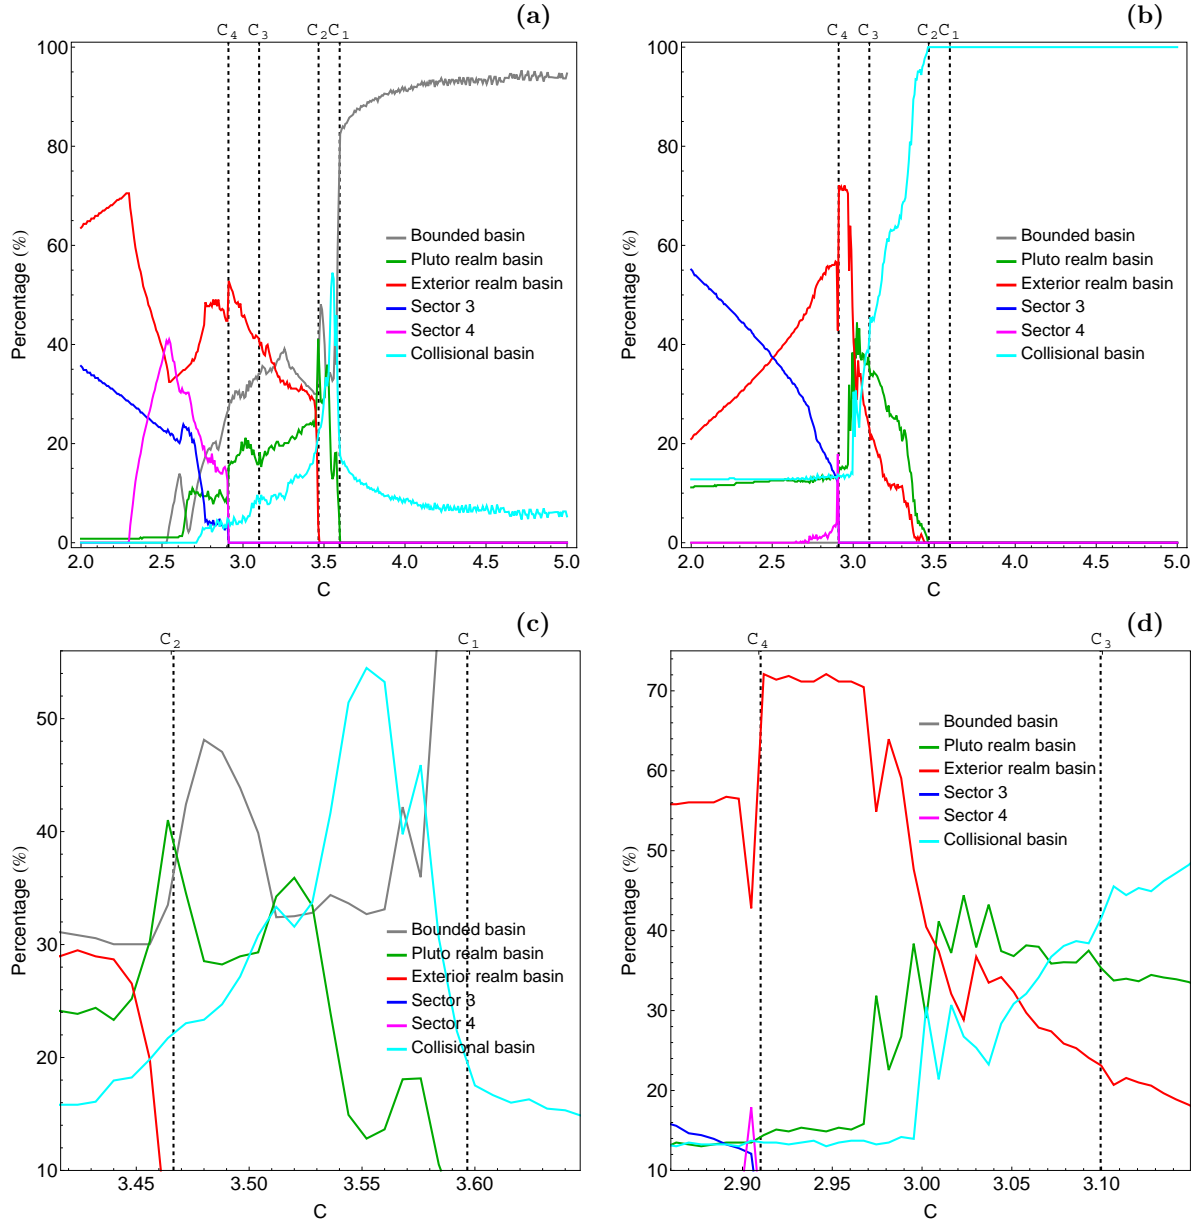 (a)
C4 C3 C2 C1
100
80
60
40
20
0
Percentage (%)
Bounded basin
Pluto realm basin
Exterior realm basin
Sector 3
Sector 4
Collisional basin
2.0 2.5 3.0 3.5 4.0 4.5 5.0
C
(b)
C4 C3 C2 C1
100
80
60
40
20
0
Percentage (%)
Bounded basin
Pluto realm basin
Exterior realm basin
Sector 3
Sector 4
Collisional basin
2.0 2.5 3.0 3.5 4.0 4.5 5.0
C
(c)
C2 C1
50
40
30
20
10
Percentage (%)
Bounded basin
Pluto realm basin
Exterior realm basin
Sector 3
Sector 4
Collisional basin
3.45 3.50 3.55 3.60
C
(d)
C4 C3
70
60
50
40
30
20
10
Percentage (%)
Bounded basin
Pluto realm basin
Exterior realm basin
Sector 3
Sector 4
Collisional basin
2.90 2.95 3.00 3.05 3.10
C